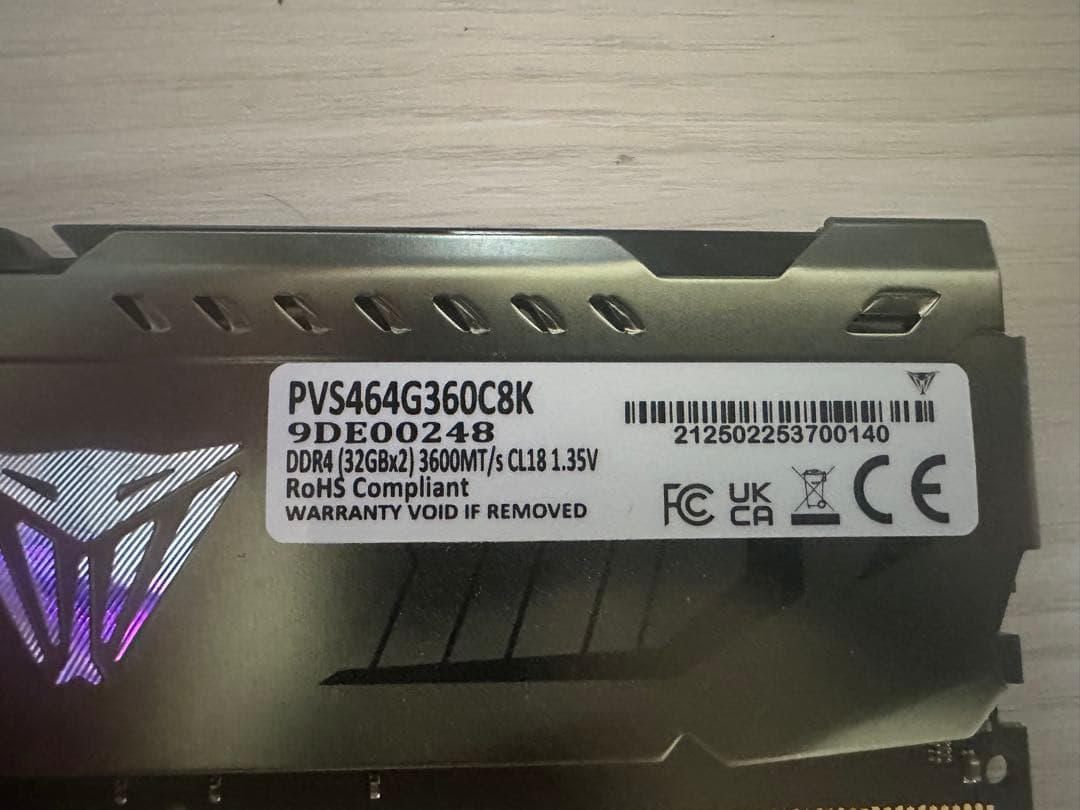 PVS464G360C8K
9DE00248
DDR4 (32GBx2) 3600MT/s CL18 1.35V
RoHS Compliant
WARRANTY VOID IF REMOVED
212502253700140
FC
UK
CA
CE